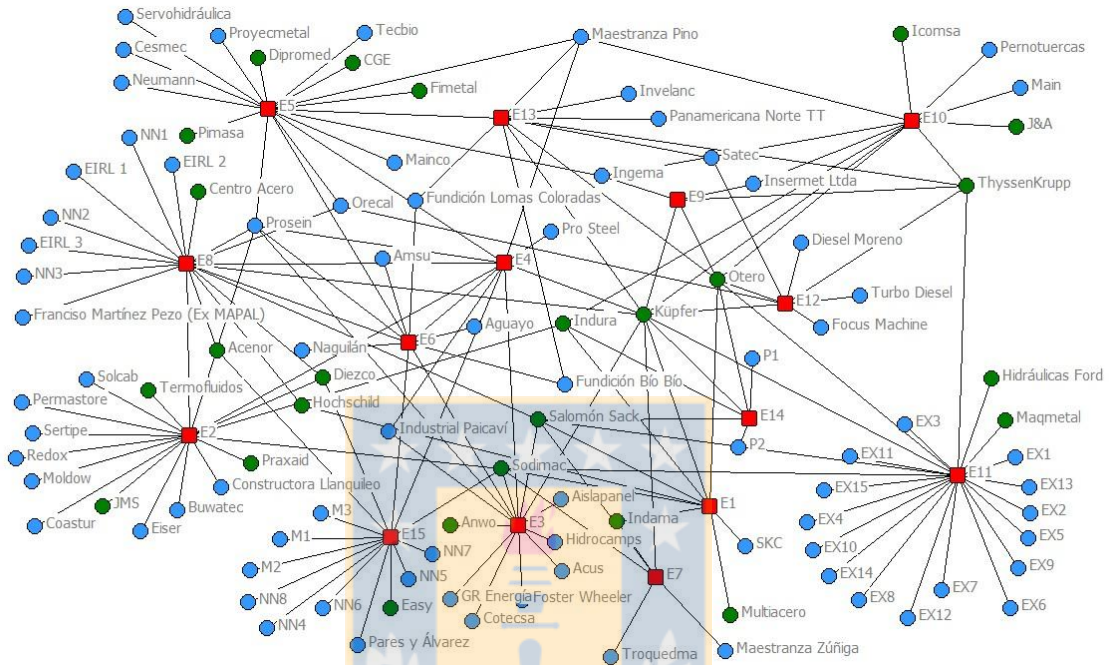 Servohidráulica
Proyecmetal
Tecbio
Maestranza Pino
Icomsa
Cesmec
Dipromed
CGE
Pernotuercas
Neumann
Fimetal
Invelanc
Main
E5
E13
Panamericana Norte TT
E10
J&A
Pimasa
NN1
Mainco
Satec
EIRL 1
EIRL 2
Ingema
Insermet Ltda
ThyssenKrupp
Centro Acero
E9
Orecal
Fundición Lomas Coloradas
NN2
Prosein
Pro Steel
Diesel Moreno
EIRL 3
E8
Amsu
E4
Otero
NN3
Turbo Diesel
E12
Franciso Martínez Pezo (Ex MAPAL)
Aguayo
Indura
Küpfer
Focus Machine
Acenor
Naguilán
E6
P1
Solcab
Termofluidos
Diezco
Fundición Bío Bío
Hidráulicas Ford
Permastore
Hochschild
Salomón Sack
E14
Maqmetal
Sertipe
E2
Industrial Paicaví
EX3
P2
Redox
Praxaid
EX11
EX1
Moldow
Sodimac
E11
Constructora Llanquileo
EX15
EX13
JMS
Buwatec
M3
Aislapanel
E1
EX2
Coastur
Eiser
Anwo
E3
Indama
EX4
M1
E15
Hidrocamps
SKC
EX5
NN7
EX10
M2
NN5
Acus
E7
EX14
EX9
NN8
NN6
Easy
GR Energía
Foster Wheeler
EX8
EX7
NN4
Cotecsa
Multiacero
EX12
EX6
Pares y Álvarez
Troquedma
Maestranza Zúñiga